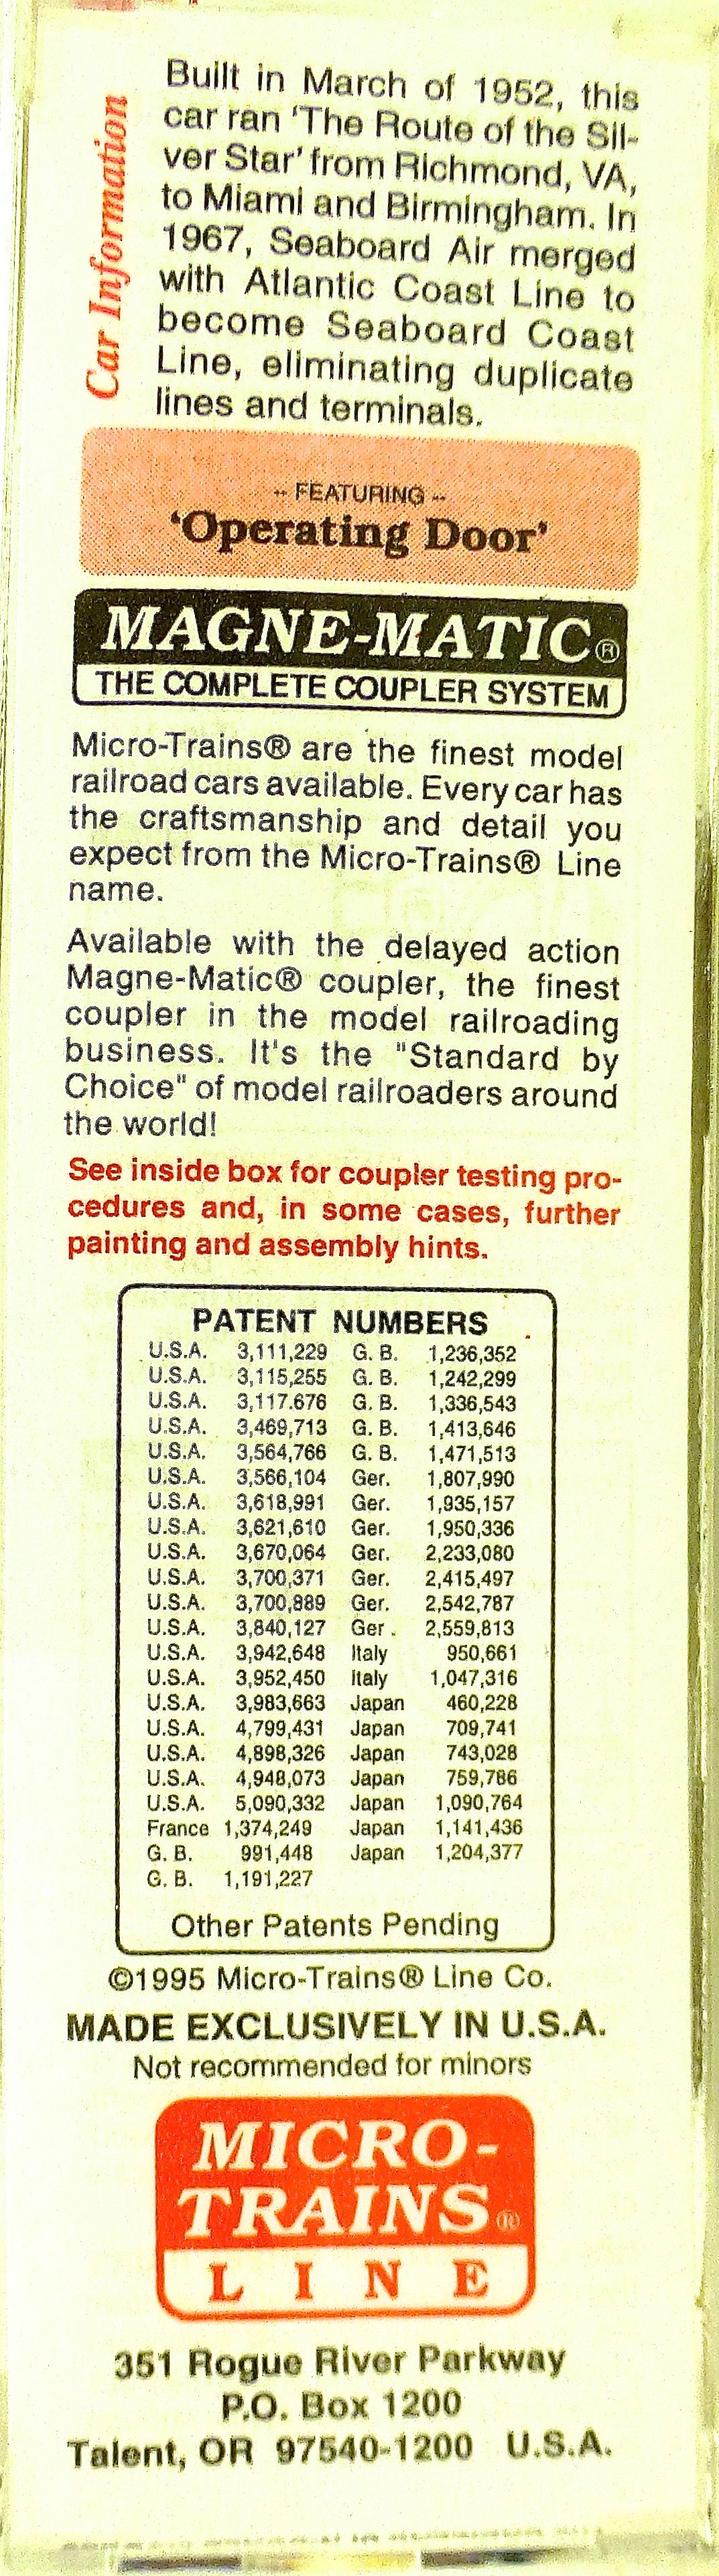 Car Information
Built in March of 1952, this
car ran 'The Route of the Sil-
ver Star' from Richmond, VA,
to Miami and Birmingham. In
1967, Seaboard Air merged
with Atlantic Coast Line to
become Seaboard Coast
Line, eliminating duplicate
lines and terminals.
-- FEATURING --
'Operating Door'
MAGNE-MATIC®
THE COMPLETE COUPLER SYSTEM
Micro-Trains® are the finest model
railroad cars available. Every car has
the craftsmanship and detail you
expect from the Micro-Trains® Line
name.
Available with the delayed action
Magne-Matic® coupler, the finest
coupler in the model railroading
business. It's the "Standard by
Choice" of model railroaders around
the world!
See inside box for coupler testing pro-
cedures and, in some cases, further
painting and assembly hints.
PATENT NUMBERS
U.S.A. 3,111,229 G. B. 1,236,352
U.S.A. 3,115,255 G. B. 1,242,299
U.S.A. 3,117.676 G. B. 1,336,543
U.S.A. 3,469,713 G. B. 1,413,646
U.S.A. 3,564,766 G. B. 1,471,513
U.S.A. 3,566,104 Ger. 1,807,990
U.S.A. 3,618,991 Ger. 1,935,157
U.S.A. 3,621,610 Ger. 1,950,336
U.S.A. 3,670,064 Ger. 2,233,080
U.S.A. 3,700,371 Ger. 2,415,497
U.S.A. 3,700,889 Ger. 2,542,787
U.S.A. 3,840,127 Ger . 2,559,813
U.S.A. 3,942,648 Italy 950,661
U.S.A. 3,952,450 Italy 1,047,316
U.S.A. 3,983,663 Japan 460,228
U.S.A. 4,799,431 Japan 709,741
U.S.A. 4,898,326 Japan 743,028
U.S.A. 4,948,073 Japan 759,786
U.S.A. 5,090,332 Japan 1,090,764
France 1,374,249 Japan 1,141,436
G. B. 991,448 Japan 1,204,377
G. B. 1,191,227
Other Patents Pending
©1995 Micro-Trains® Line Co.
MADE EXCLUSIVELY IN U.S.A.
Not recommended for minors
MICRO-
TRAINS®
LINE
351 Rogue River Parkway
P.O. Box 1200
Talent, OR 97540-1200 U.S.A.